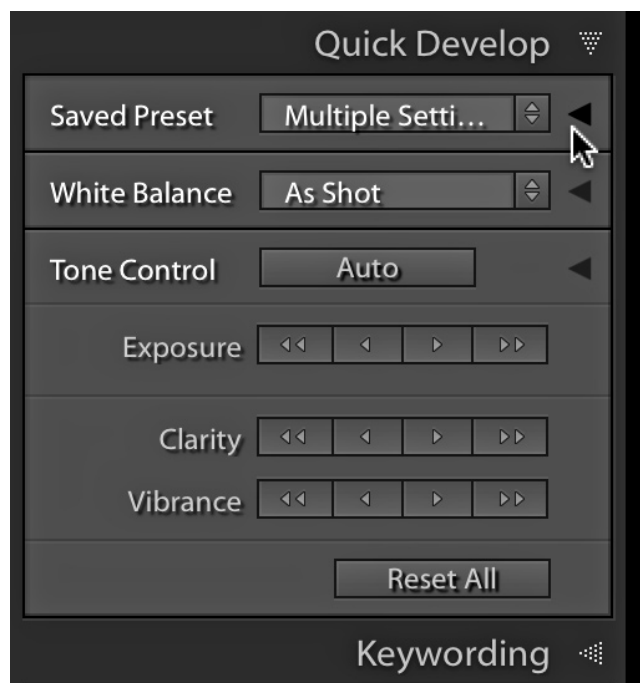 Quick Develop
Saved Preset Multiple Setti...
White Balance As Shot
Tone Control Auto
Exposure
Clarity
Vibrance
Reset All
Keywording